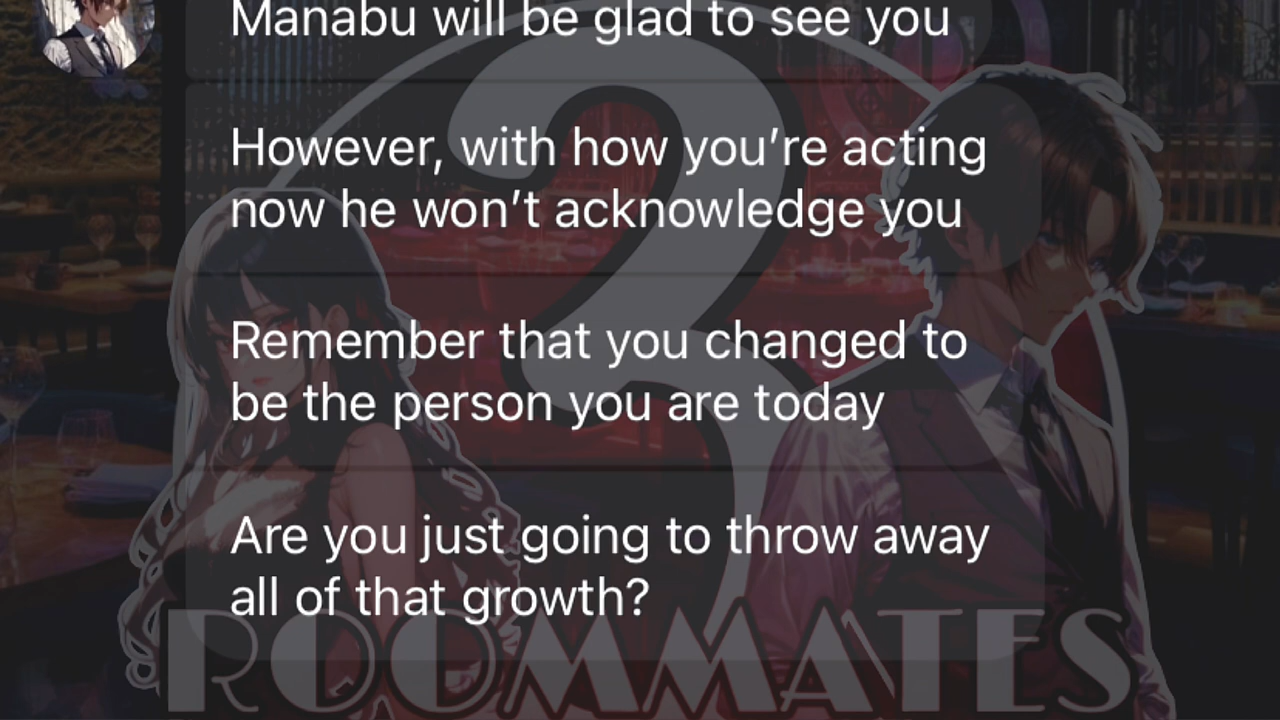 Manabu will be glad to see you
However, with how you’re acting
now he won’t acknowledge you
Remember that you changed to
be the person you are today
Are you just going to throw away
all of that growth?
ROOMMATES